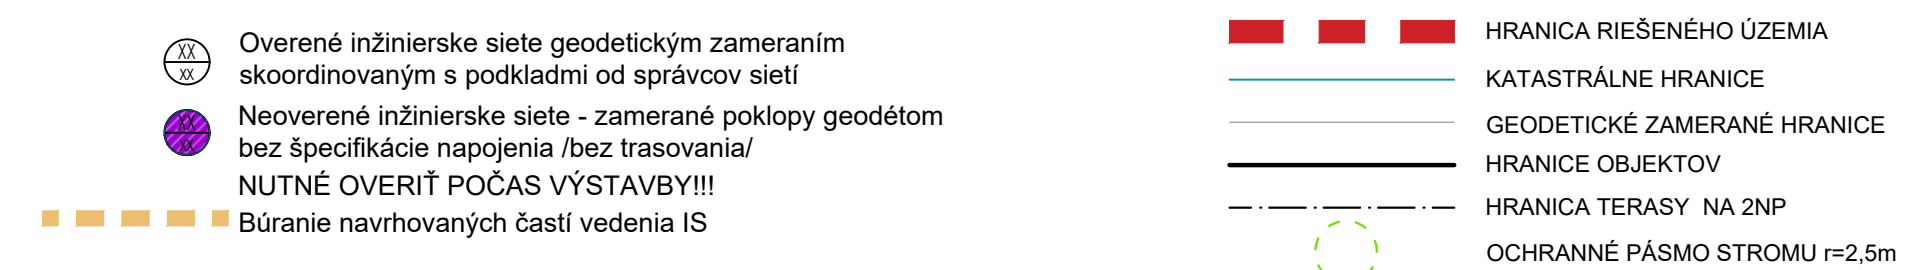 XX
XX
Overené inžinierske siete geodetickým zameraním
skoordinovaným s podkladmi od správcov sietí
XX
XX
Neoverené inžinierske siete - zamerané poklopy geodétom
bez špecifikácie napojenia /bez trasovania/
NUTNÉ OVERIŤ POČAS VÝSTAVBY!!!
Búranie navrhovaných častí vedenia IS
HRANICA RIEŠENÉHO ÚZEMIA
KATASTRÁLNE HRANICE
GEODETICKÉ ZAMERANÉ HRANICE
HRANICE OBJEKTOV
HRANICA TERASY NA 2NP
OCHRANNÉ PÁSMO STROMU r=2,5m